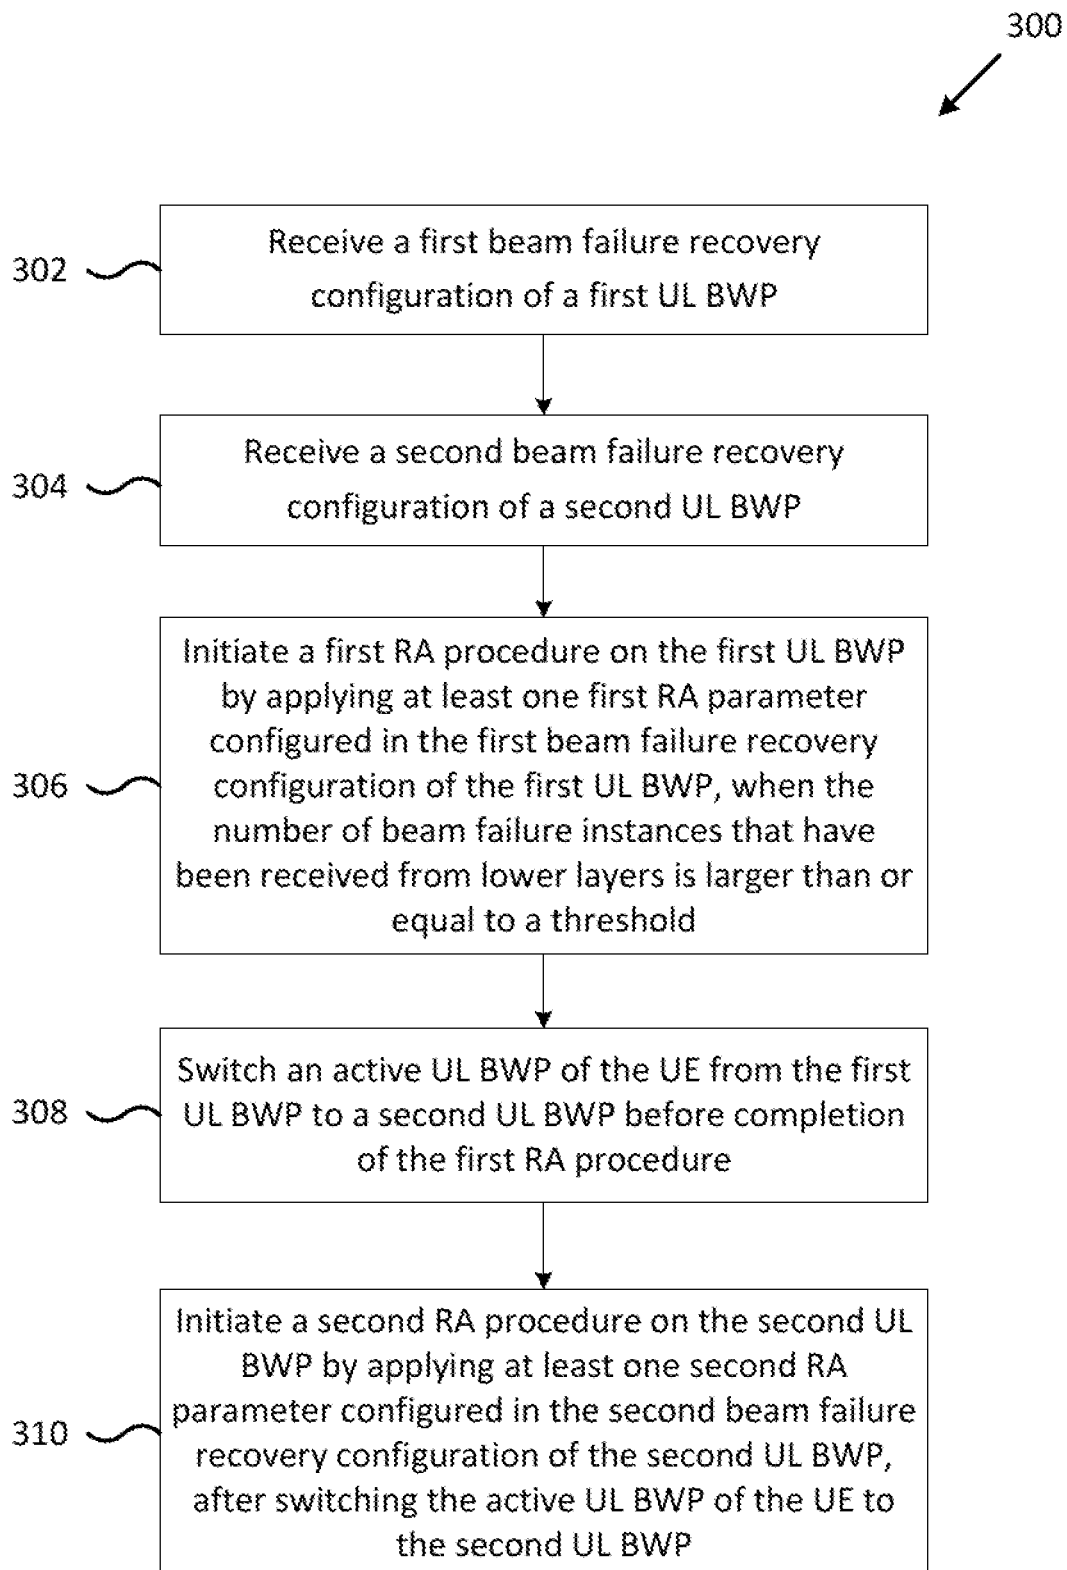 300
302
Receive a first beam failure recovery
configuration of a first UL BWP
304
Receive a second beam failure recovery
configuration of a second UL BWP
306
Initiate a first RA procedure on the first UL BWP
by applying at least one first RA parameter
configured in the first beam failure recovery
configuration of the first UL BWP, when the
number of beam failure instances that have
been received from lower layers is larger than or
equal to a threshold
308
Switch an active UL BWP of the UE from the first
UL BWP to a second UL BWP before completion
of the first RA procedure
310
Initiate a second RA procedure on the second UL
BWP by applying at least one second RA
parameter configured in the second beam failure
recovery configuration of the second UL BWP,
after switching the active UL BWP of the UE to
the second UL BWP